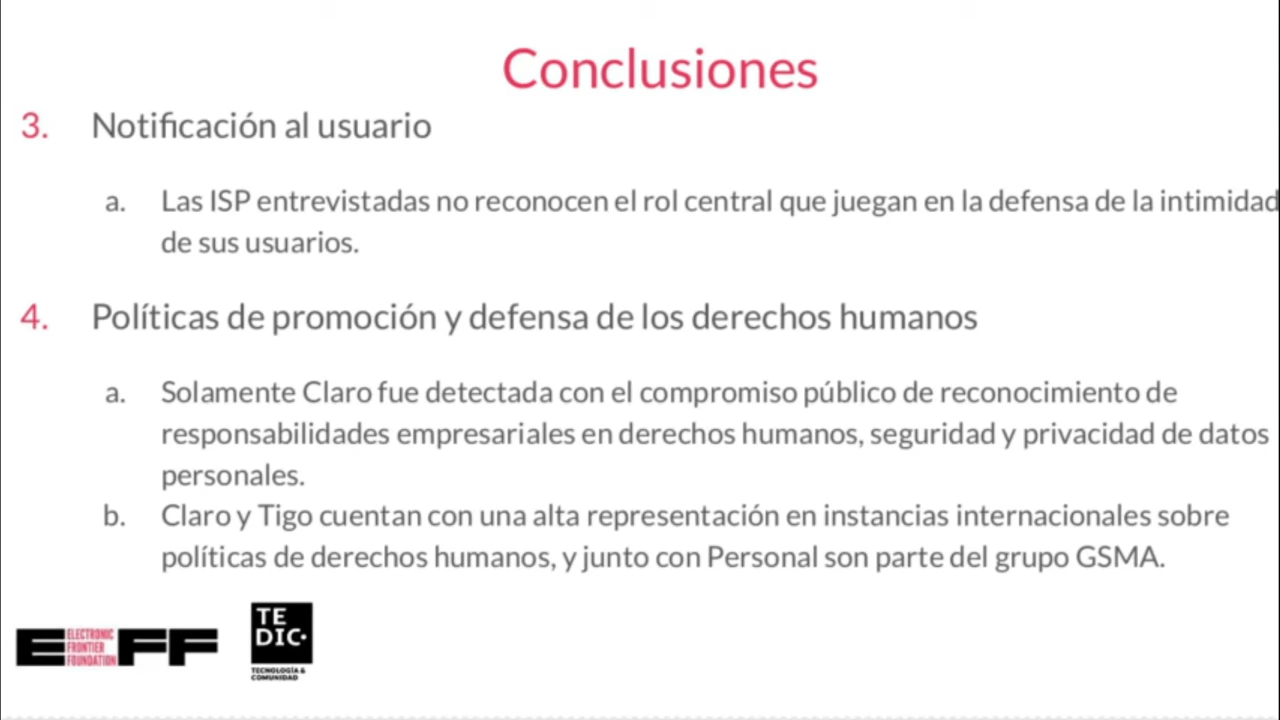 Conclusiones
3. Notificación al usuario
a. Las ISP entrevistadas no reconocen el rol central que juegan en la defensa de la intimidad
de sus usuarios.
4. Políticas de promoción y defensa de los derechos humanos
a. Solamente Claro fue detectada con el compromiso público de reconocimiento de
responsabilidades empresariales en derechos humanos, seguridad y privacidad de datos
personales.
b. Claro y Tigo cuentan con una alta representación en instancias internacionales sobre
políticas de derechos humanos, y junto con Personal son parte del grupo GSMA.
EFF
ELECTRONIC
FRONTIER
FOUNDATION
TE
DIC•
TECNOLOGÍA &
COMUNIDAD